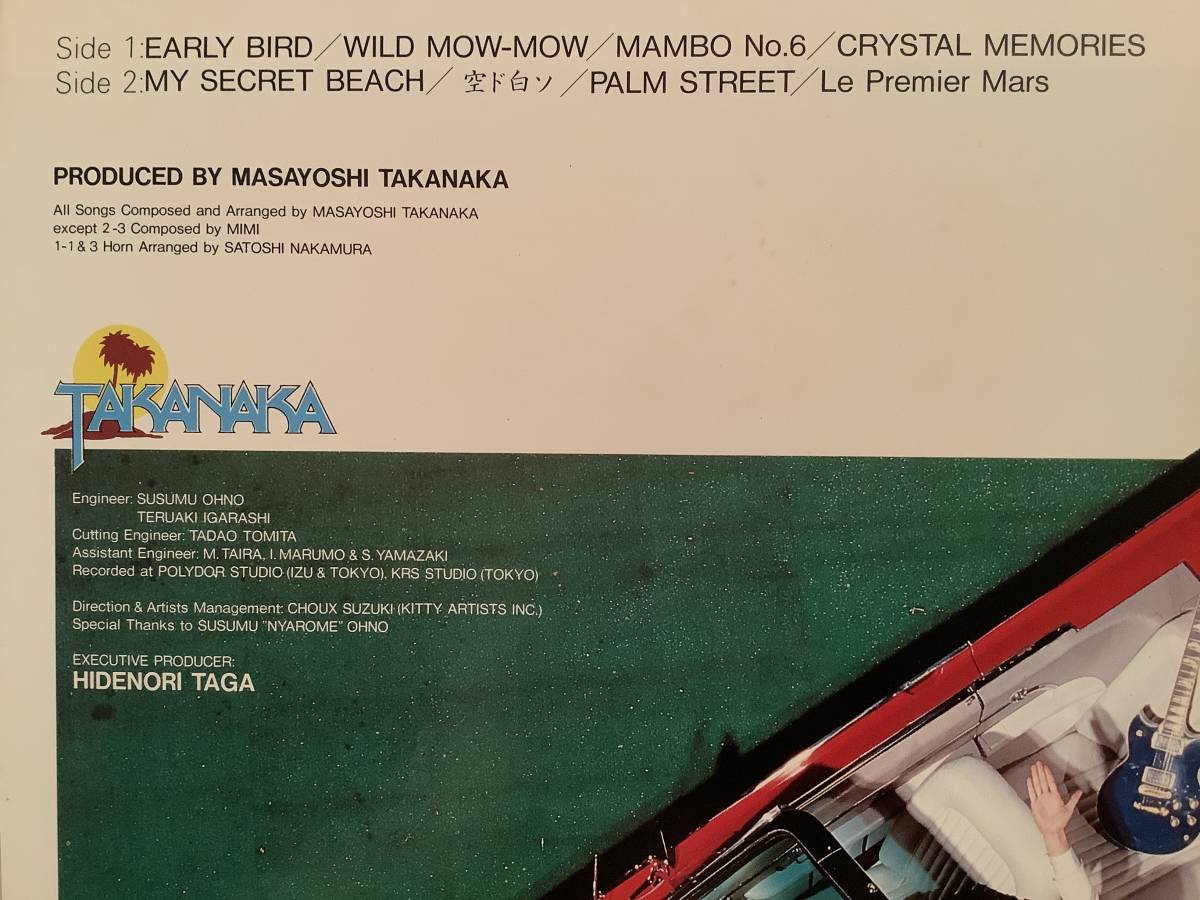 Side 1:EARLY BIRD/WILD MOW-MOW/MAMBO No.6/CRYSTAL MEMORIES
Side 2:MY SECRET BEACH/空ド白ソ/PALM STREET/Le Premier Mars
PRODUCED BY MASAYOSHI TAKANAKA
All Songs Composed and Arranged by MASAYOSHI TAKANAKA
except 2-3 Composed by MIMI
1-1 & 3 Horn Arranged by SATOSHI NAKAMURA
TAKANAKA
Engineer: SUSUMU OHNO
TERUAKI IGARASHI
Cutting Engineer: TADAO TOMITA
Assistant Engineer: M. TAIRA, I. MARUMO & S. YAMAZAKI
Recorded at POLYDOR STUDIO (IZU & TOKYO), KRS STUDIO (TOKYO)
Direction & Artists Management: CHOUX SUZUKI (KITTY ARTISTS INC.)
Special Thanks to SUSUMU "NYAROME" OHNO
EXECUTIVE PRODUCER:
HIDENORI TAGA